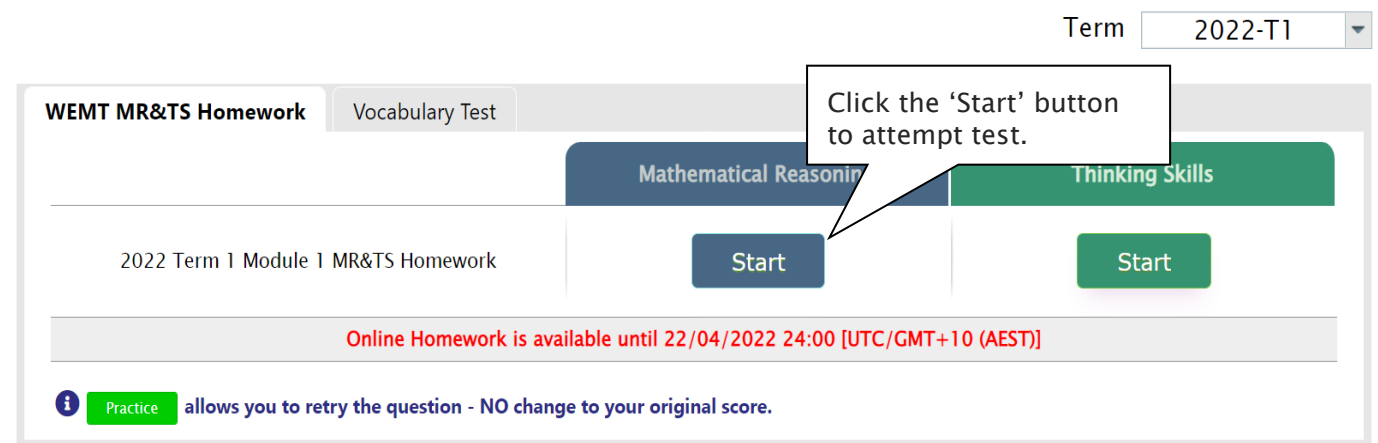 Term 2022-T1
WEMT MR&TS Homework Vocabulary Test
Click the ‘Start’ button
to attempt test.
Mathematical Reasonin Thinking Skills
2022 Term 1 Module 1 MR&TS Homework Start Start
Online Homework is available until 22/04/2022 24:00 [UTC/GMT+10 (AEST)]
Practice allows you to retry the question - NO change to your original score.